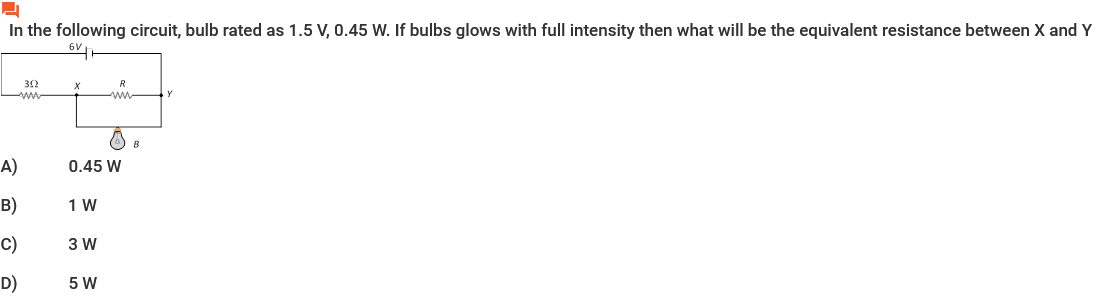 In the following circuit, bulb rated as 1.5 V, 0.45 W. If bulbs glows with full intensity then what will be the equivalent resistance between X and Y
6V
3Ω X R Y
B
A) 0.45 W
B) 1 W
C) 3 W
D) 5 W